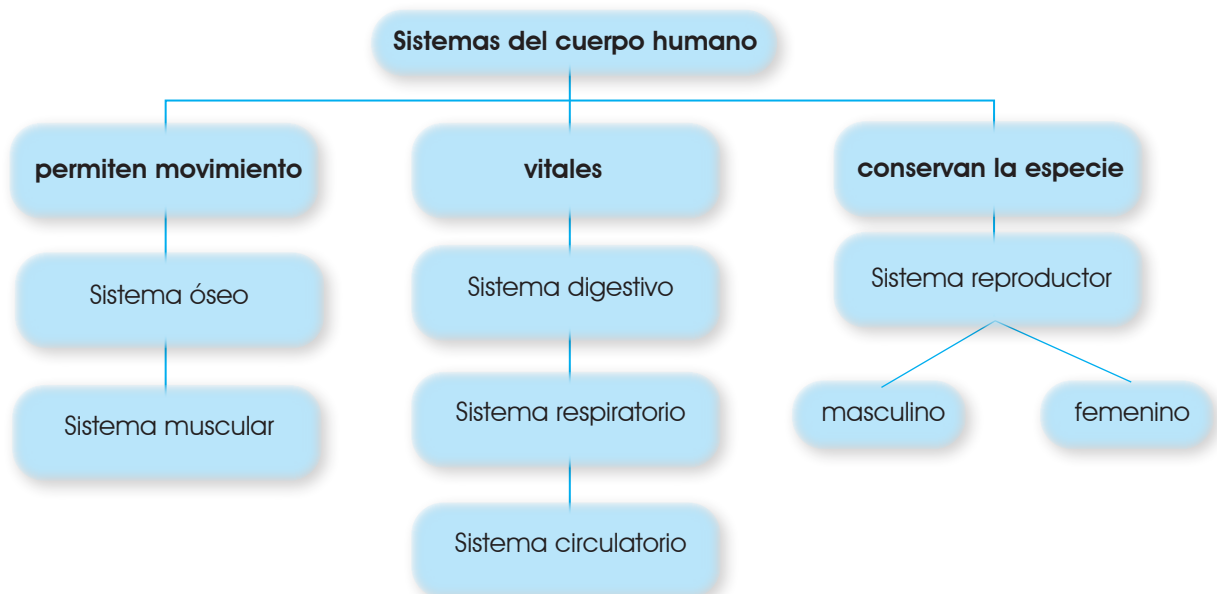 Sistemas del cuerpo humano
permiten movimiento
Sistema óseo
Sistema muscular
vitales
Sistema digestivo
Sistema respiratorio
Sistema circulatorio
conservan la especie
Sistema reproductor
masculino
femenino